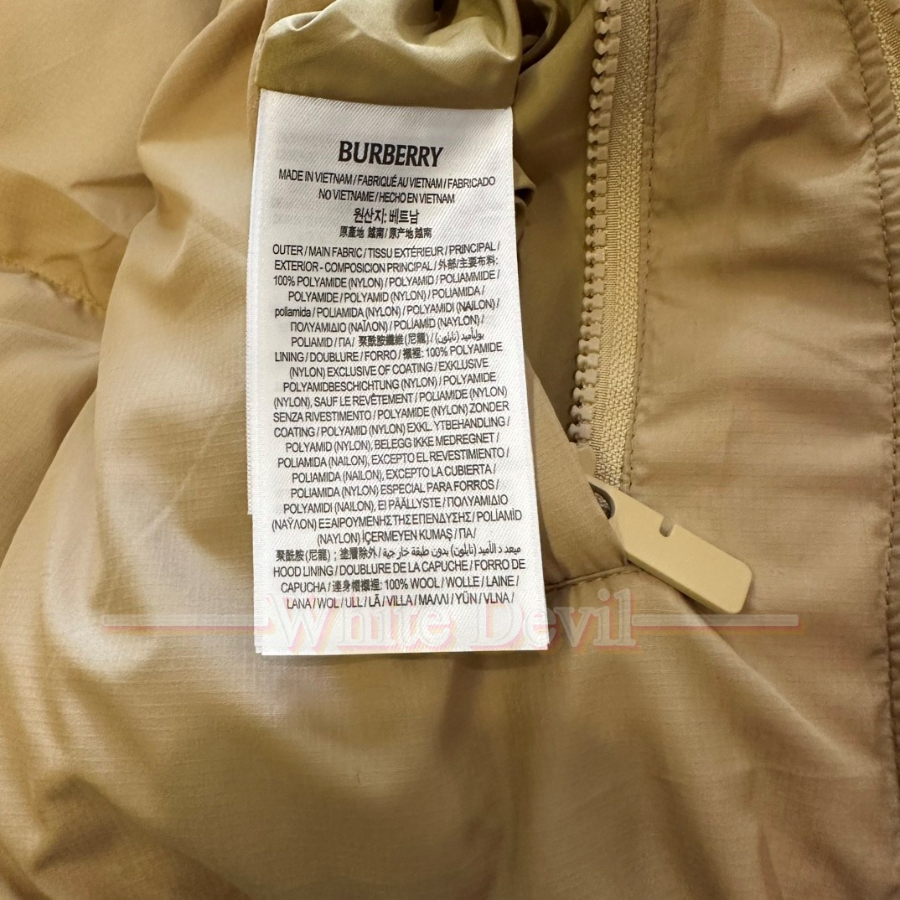 BURBERRY
MADE IN VIETNAM / FABRIQUÉ AU VIETNAM / FABRICADO
NO VIETNAME / HECHO EN VIETNAM
원산지: 베트남
原產地 越南 / 原产地 越南
OUTER / MAIN FABRIC / TISSU EXTÉRIEUR / PRINCIPAL /
EXTERIOR - COMPOSICION PRINCIPAL / 外部/主要布料:
100% POLYAMIDE (NYLON) / POLYAMID / POLIAMMIDE /
POLYAMIDE / POLYAMID (NYLON) / POLIAMIDA /
poliamida / POLIAMIDA (NYLON) / POLYAMIDI (NAILON) /
ΠΟΛΥΑΜΙΔΙΟ (ΝΑΪΛΟΝ) / POLİAMİD (NAYLON) /
POLIAMID / ПА / 聚酰胺纖維 (尼龍) / بوليأميد (نايلون) /
LINING / DOUBLURE / FORRO / 襯裡: 100% POLYAMIDE
(NYLON) EXCLUSIVE OF COATING / EXKLUSIVE
POLYAMIDBESCHICHTUNG (NYLON) / POLYAMIDE
(NYLON), SAUF LE REVÊTEMENT / POLIAMMIDE
SENZA RIVESTIMENTO / POLYAMIDE (NYLON) ZONDER
COATING / POLYAMID (NYLON) EXKL. YTBEHANDLING /
POLYAMID (NYLON), BELEGG IKKE MEDREGNET /
POLIAMIDA (NAILON), EXCEPTO EL REVESTIMIENTO /
POLIAMIDA (NAILON), EXCEPTO LA CUBIERTA /
POLIAMIDA (NYLON) ESPECIAL PARA FORROS /
POLYAMIDI (NAILON), EI PÄÄLLYSTE / ΠΟΛΥΑΜΙΔΙΟ
(ΝΑΫΛΟΝ) ΕΞΑΙΡΟΥΜΕΝΗΣ ΤΗΣ ΕΠΕΝΔΥΣΗΣ / POLİAMİD
(NAYLON) İÇERMEYEN KUMAŞ / ПА /
聚酰胺 (尼龍) ; 塗層除外 / (نايلون) بدون طبقة خارجية /
HOOD LINING / DOUBLURE DE LA CAPUCHE / FORRO DE
CAPUCHA / 連身帽襯裡: 100% WOOL / WOLLE / LAINE /
LANA / WOL / ULL / LÃ / VILLA / ΜΑΛΛΙ / YÜN / VLNA /
White Devil